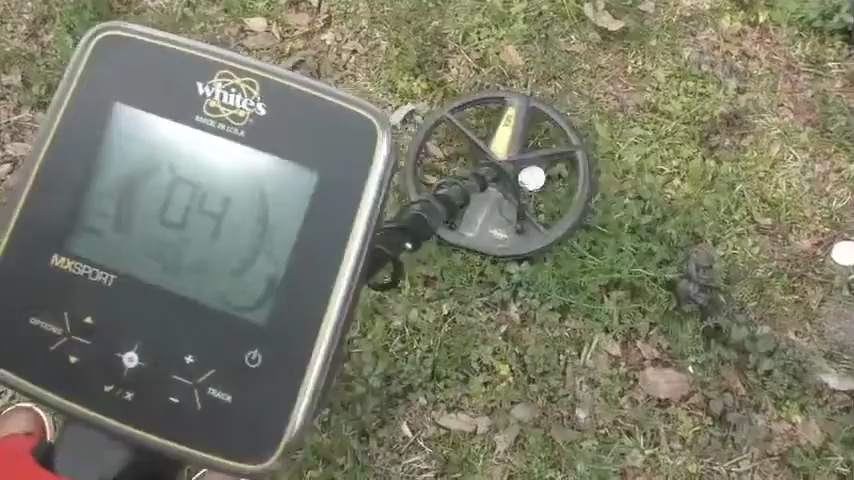 White's
MADE IN U.S.A
04
MXSPORT
OPTIONS
+
✓ / X
-
TRACK